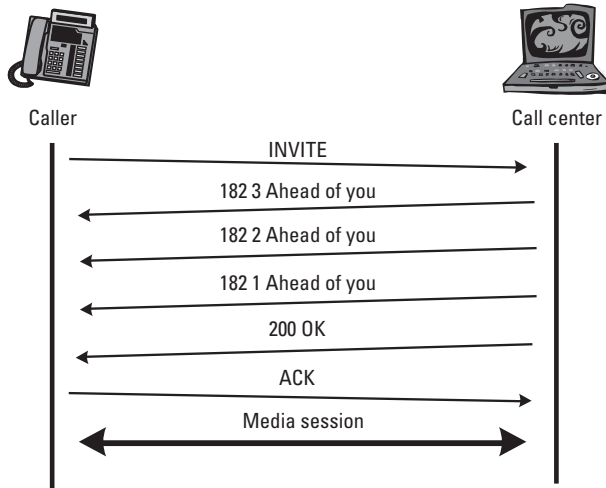 Caller
Call center
INVITE
182 3 Ahead of you
182 2 Ahead of you
182 1 Ahead of you
200 OK
ACK
Media session